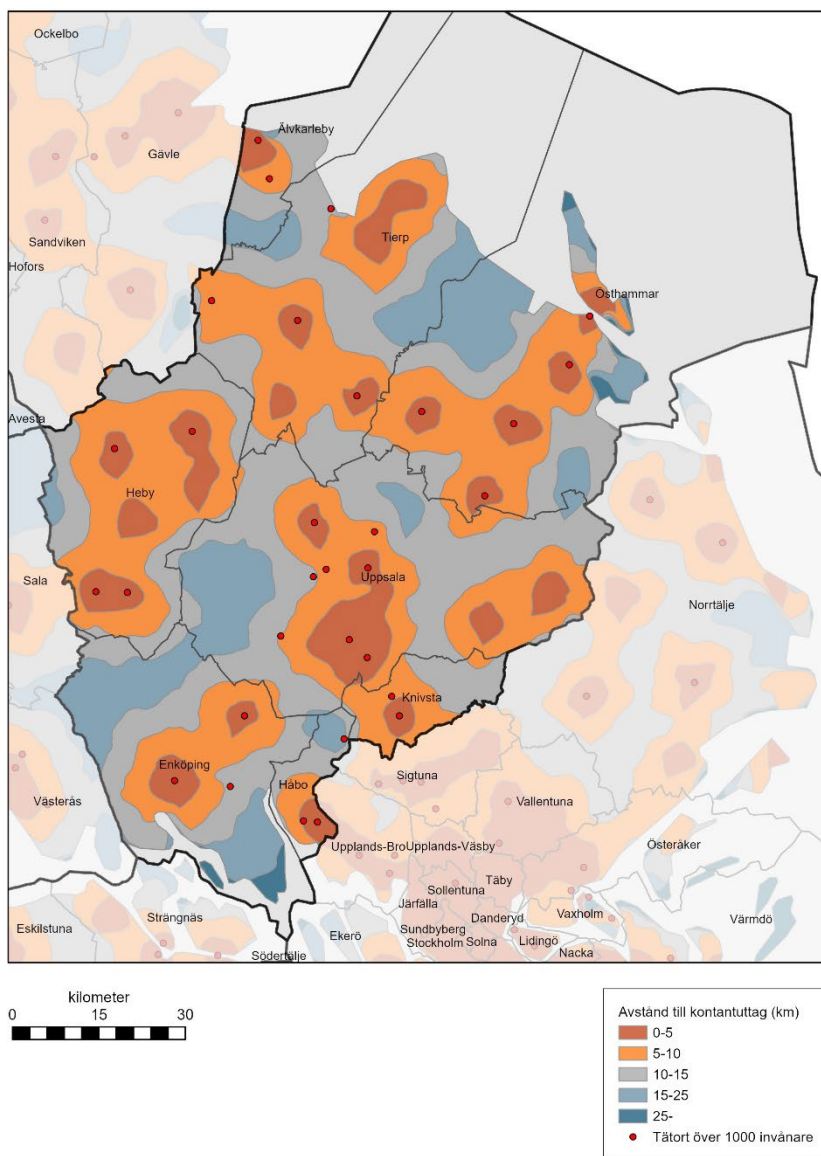 Ockelbo
Älvkarleby
Gävle
Sandviken
Tierp
Hofors
Östhammar
Avesta
Heby
Sala
Uppsala
Norrtälje
Knivsta
Enköping
Sigtuna
Håbo
Västerås
Vallentuna
Upplands-Bro
Upplands-Väsby
Österåker
Täby
Sollentuna
Järfälla
Vaxholm
Strängnäs
Danderyd
Värmdö
Eskilstuna
Ekerö
Sundbyberg
Stockholm
Solna
Lidingö
Södertälje
Nacka
kilometer
0 15 30
Avstånd till kontantuttag (km)
0-5
5-10
10-15
15-25
25-
Tätort över 1000 invånare